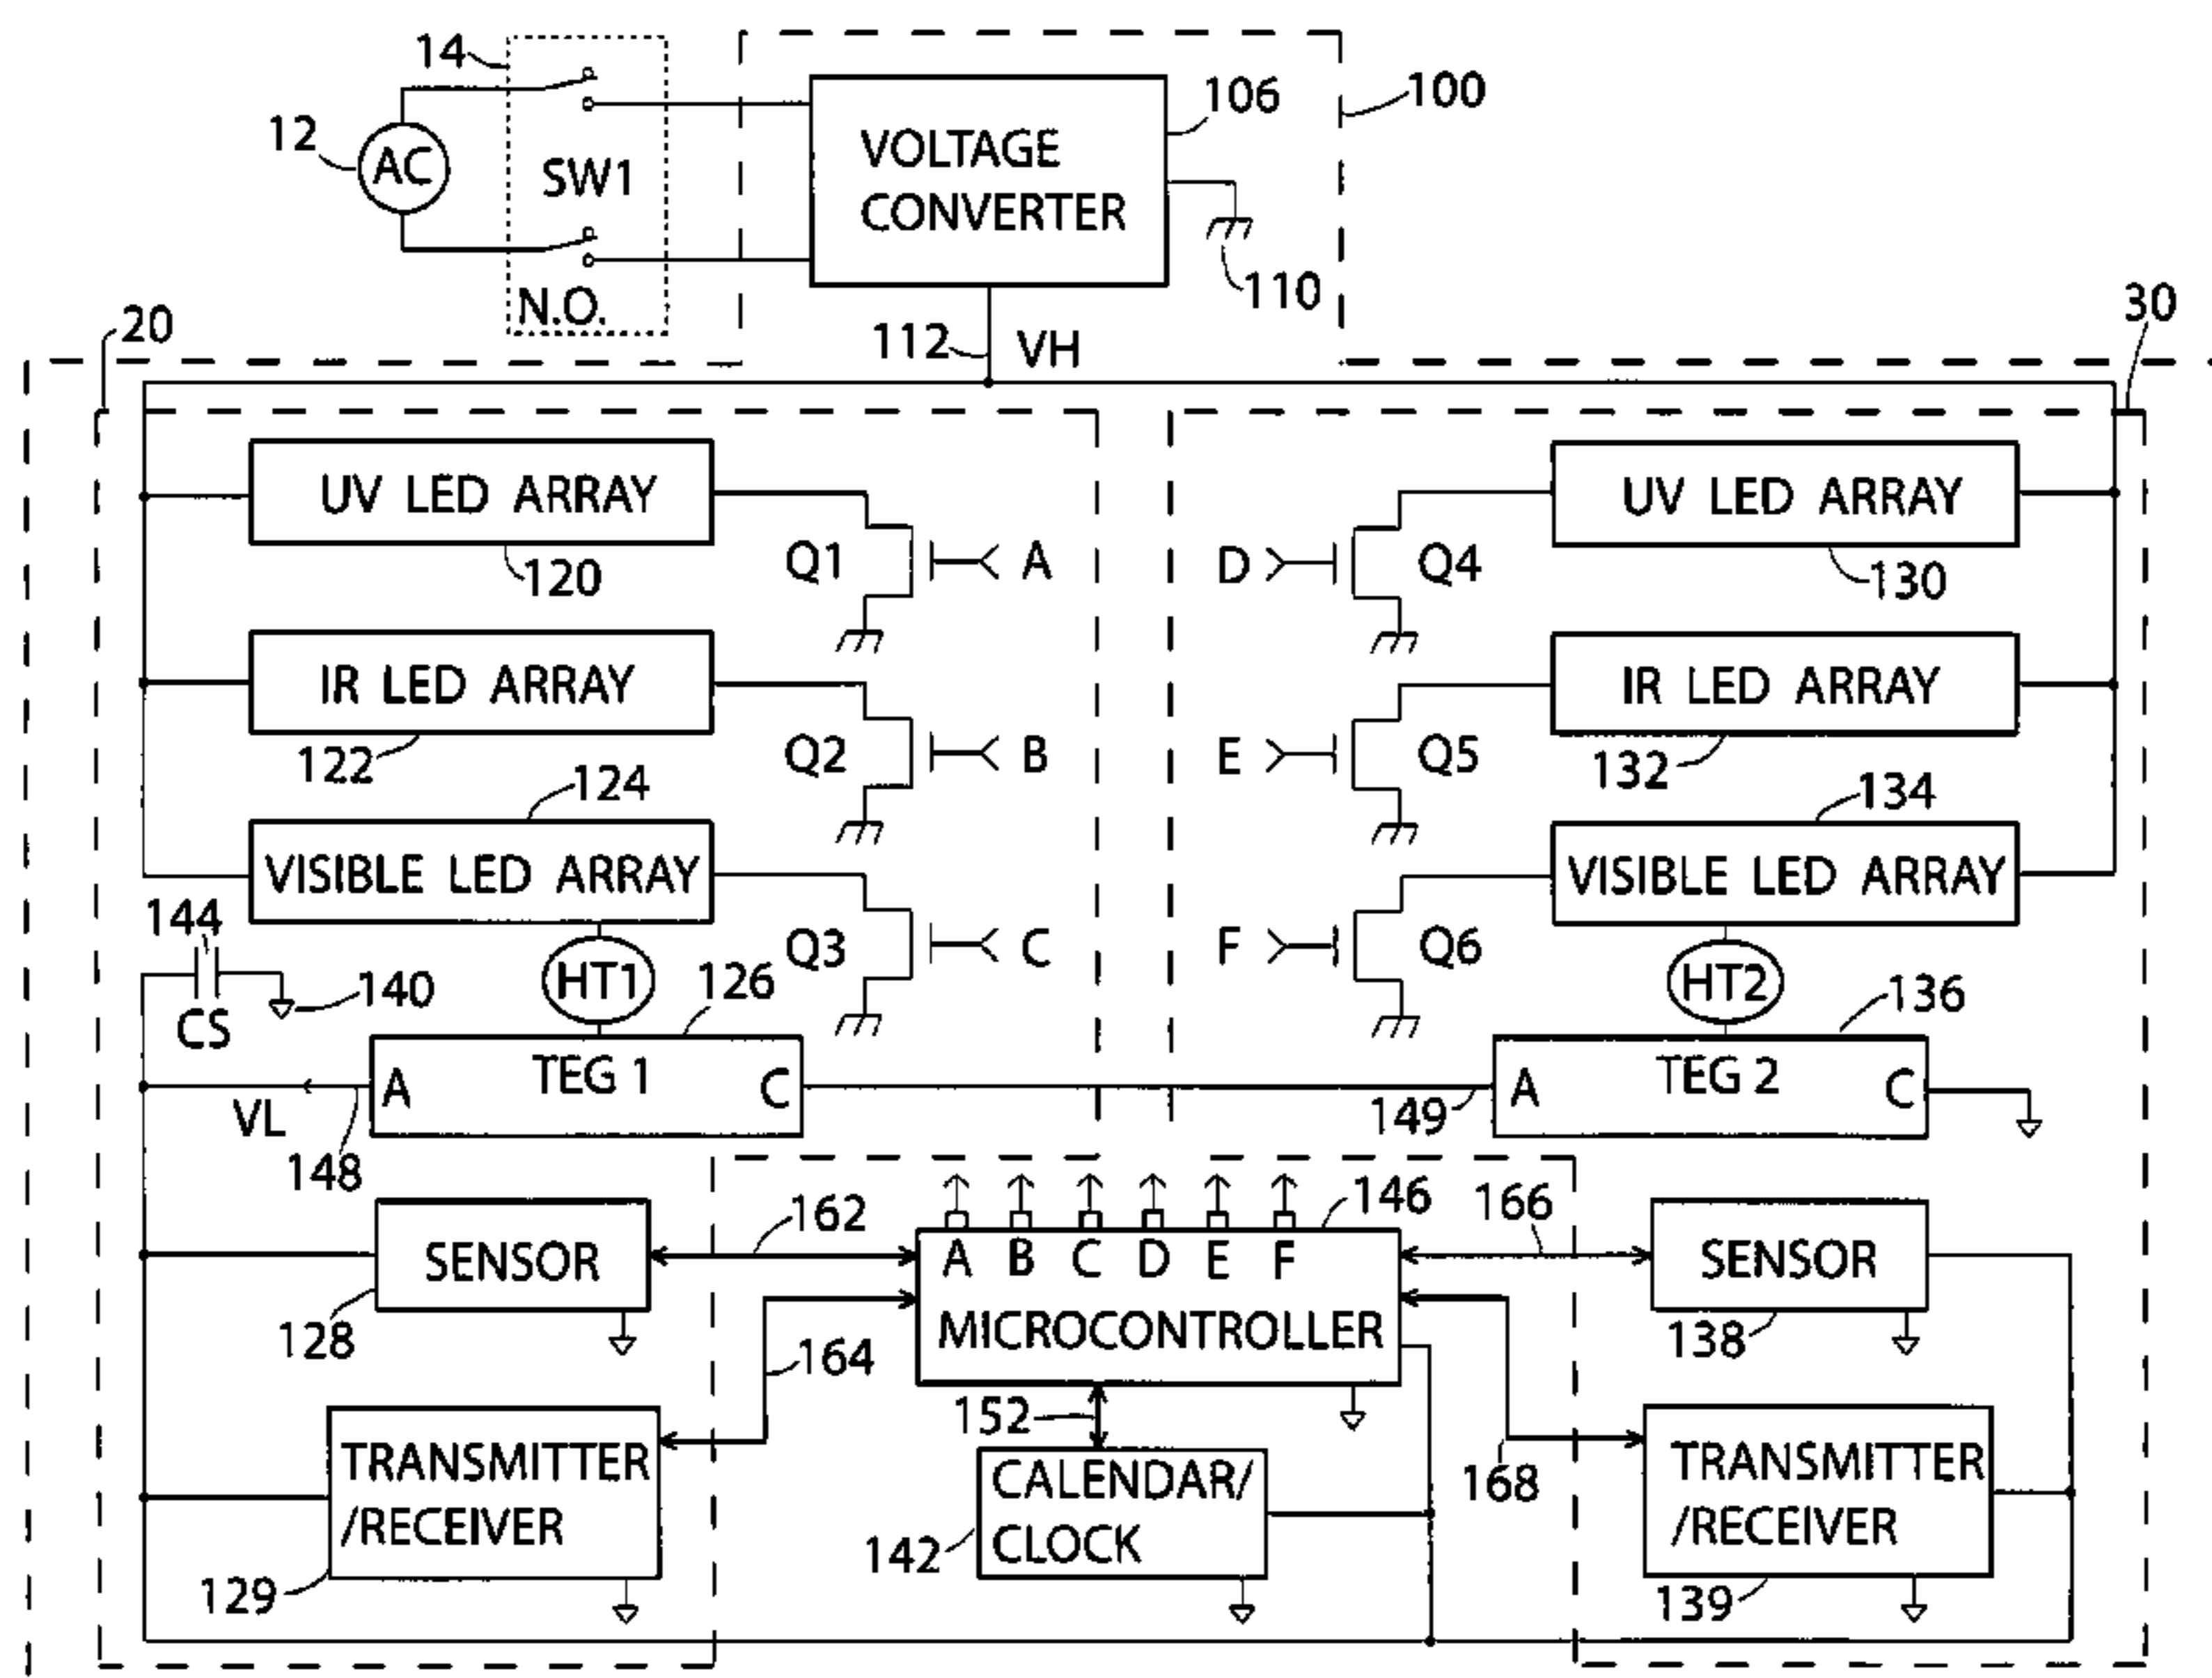 14
12
AC
SW1
N.O.
VOLTAGE
CONVERTER
106
100
110
112
VH
20
30
UV LED ARRAY
120
Q1
A
D
Q4
UV LED ARRAY
130
IR LED ARRAY
122
Q2
B
E
Q5
IR LED ARRAY
132
124
VISIBLE LED ARRAY
Q3
C
F
Q6
134
VISIBLE LED ARRAY
144
CS
140
HT1
126
HT2
136
A
TEG 1
C
VL
148
149
A
TEG 2
C
SENSOR
128
162
A B C D E F
MICROCONTROLLER
146
166
SENSOR
138
164
152
168
TRANSMITTER
/RECEIVER
129
CALENDAR/
CLOCK
142
TRANSMITTER
/RECEIVER
139